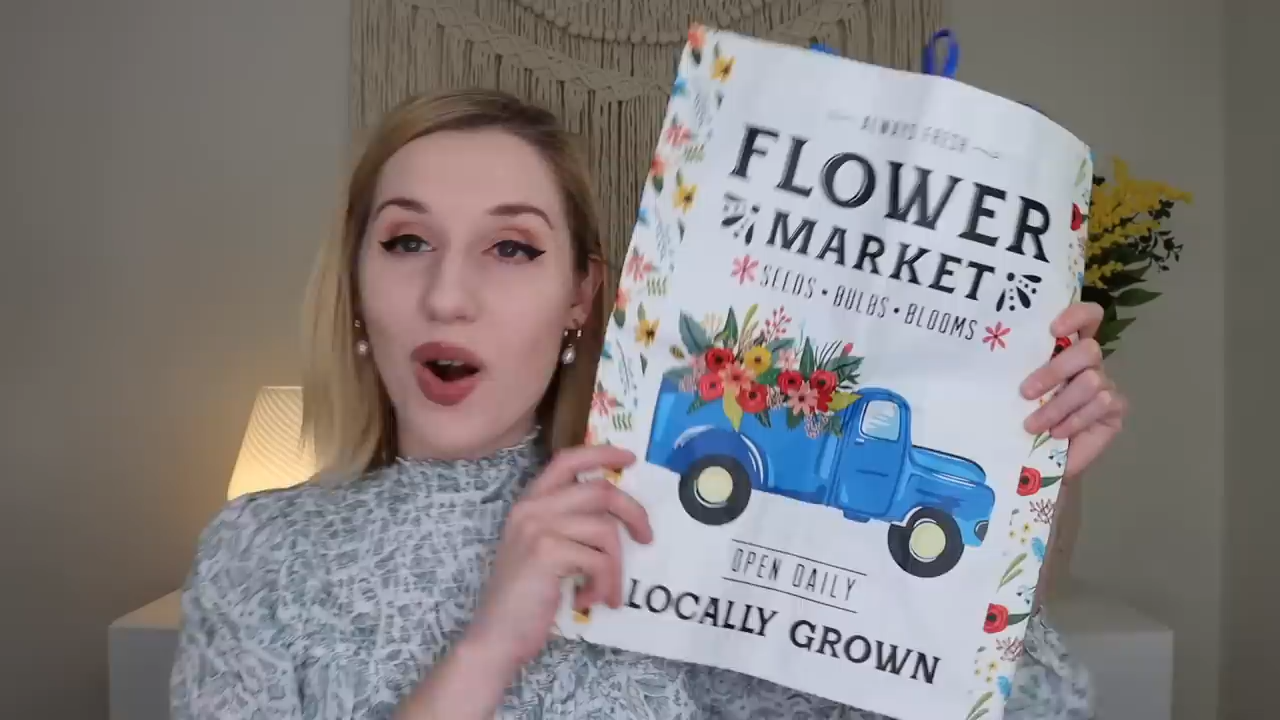 ALWAYS FRESH
FLOWER
MARKET
SEEDS • BULBS • BLOOMS
OPEN DAILY
LOCALLY GROWN